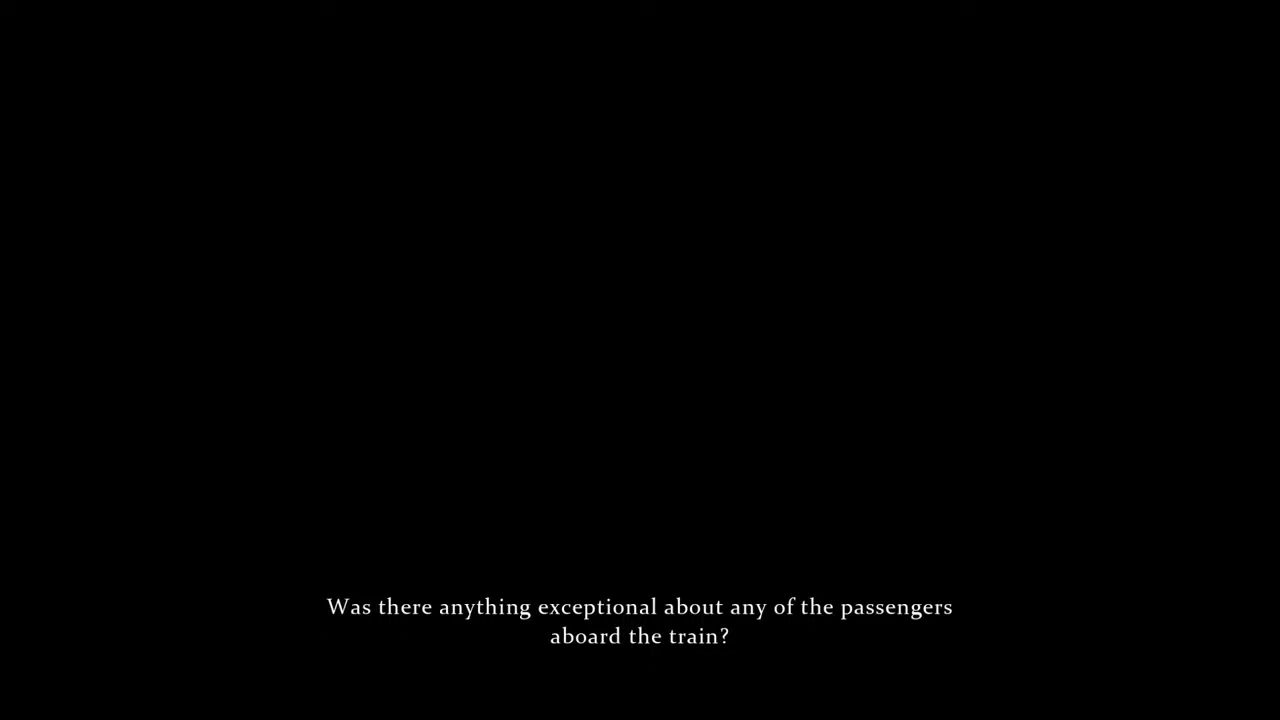 Was there anything exceptional about any of the passengers
aboard the train?